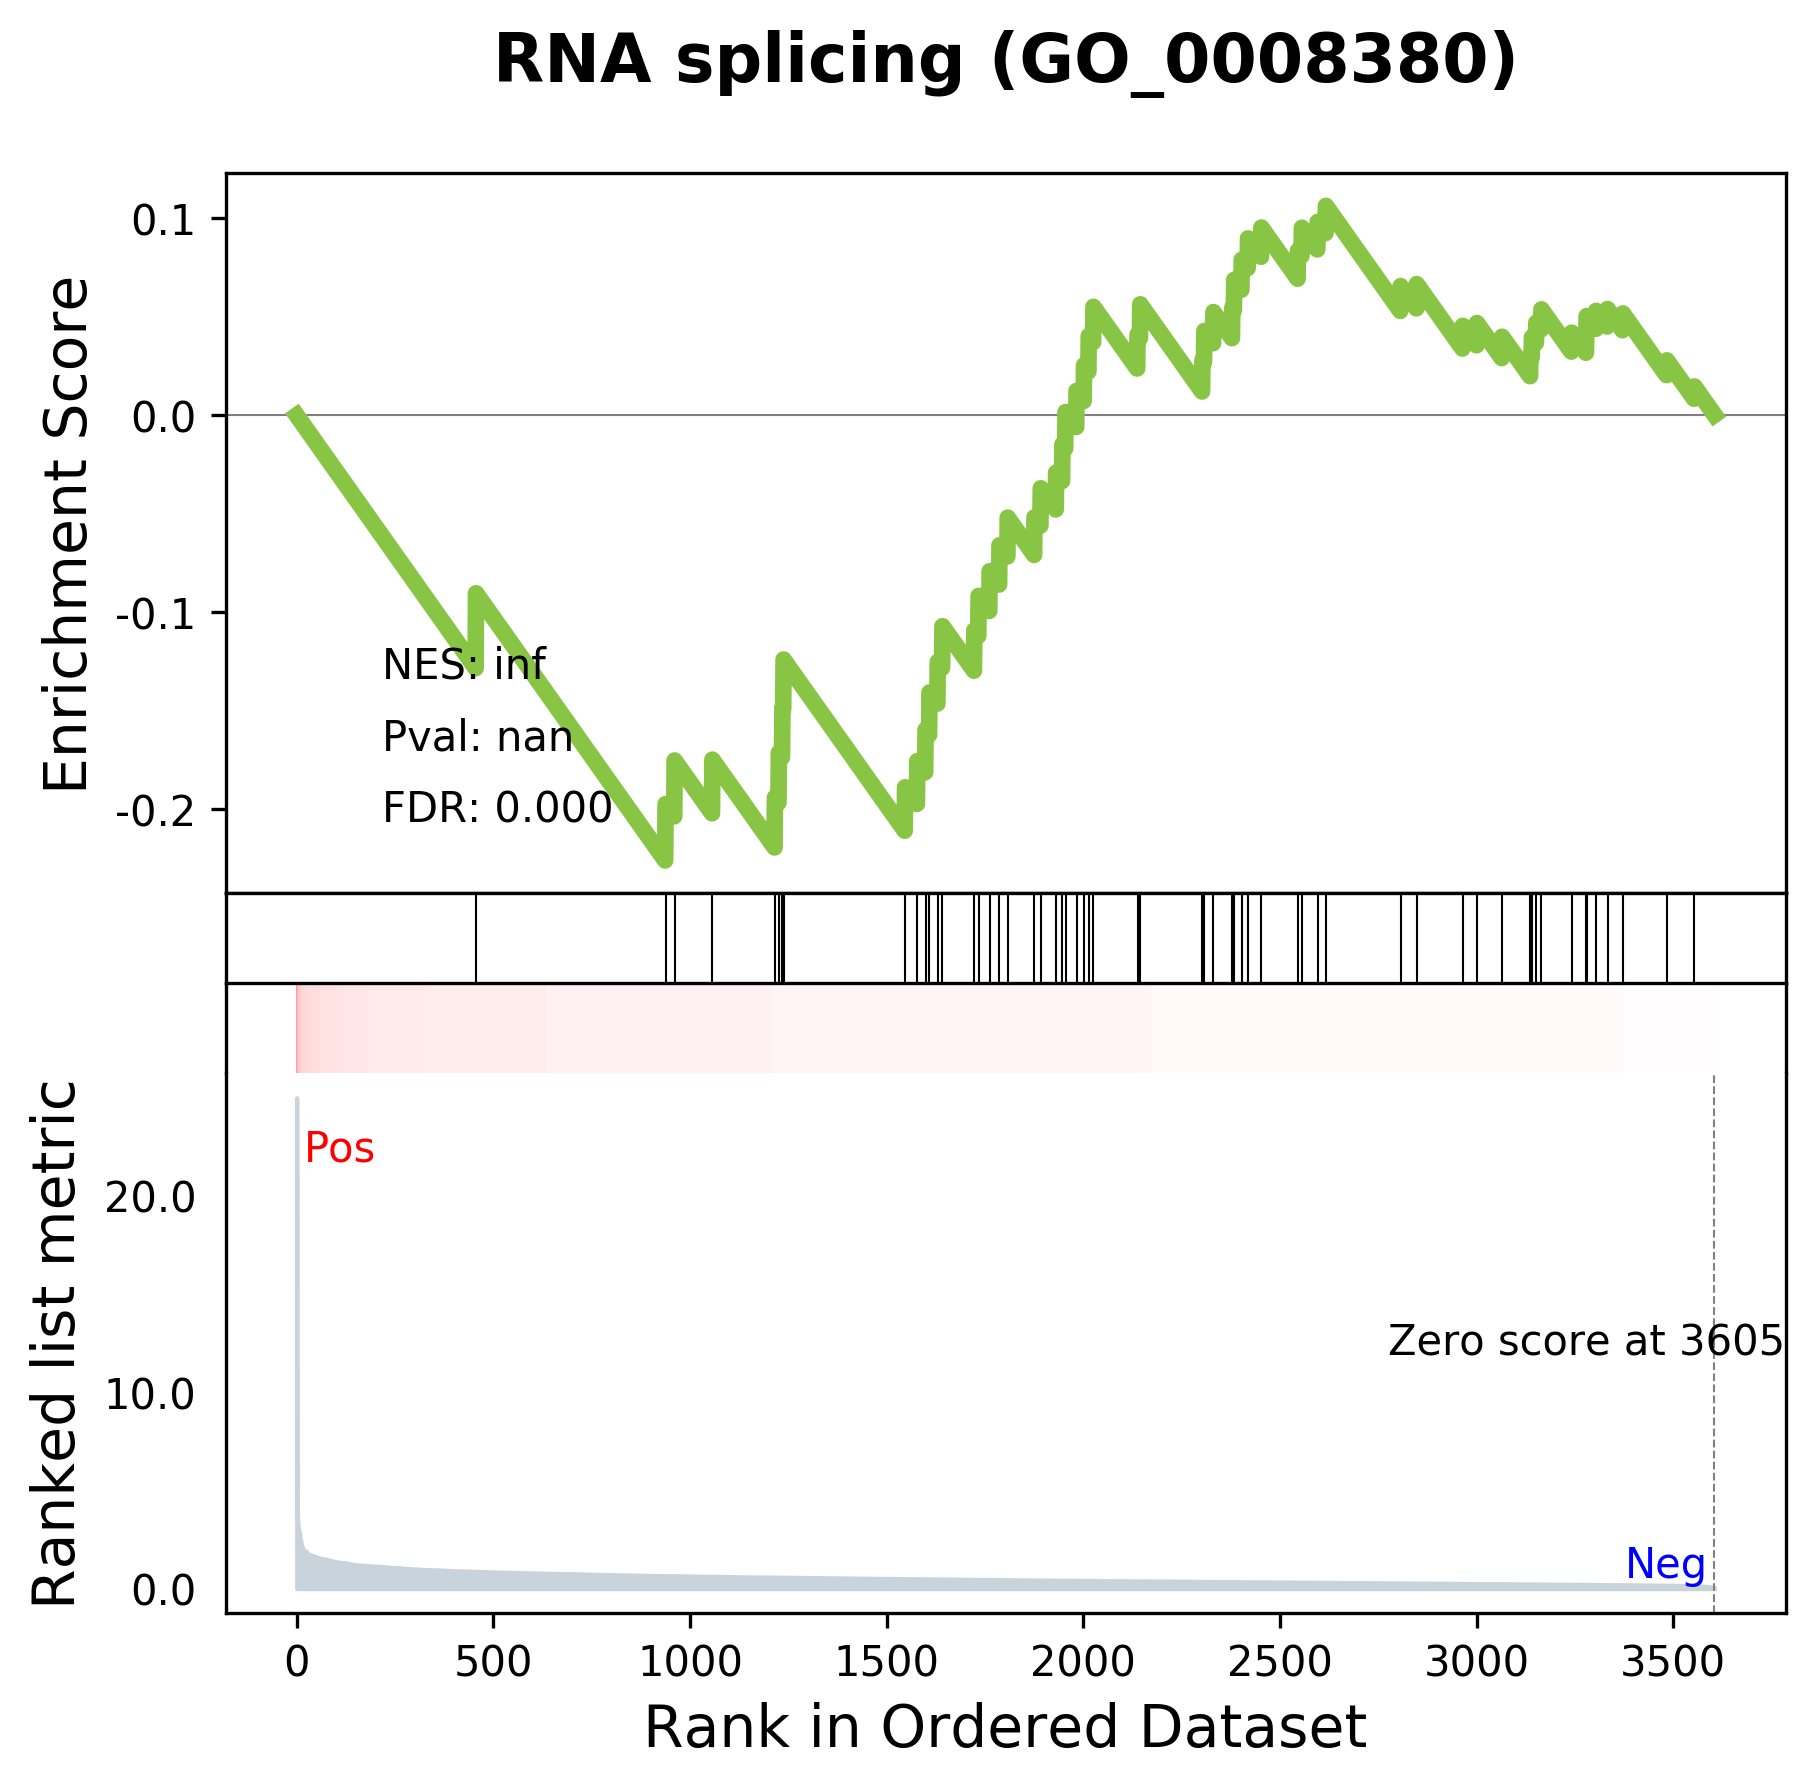 RNA splicing (GO_0008380)
Enrichment Score
0.1
0.0
-0.1
-0.2
NES: inf
Pval: nan
FDR: 0.000
Ranked list metric
20.0
10.0
0.0
Pos
Zero score at 3605
Neg
0 500 1000 1500 2000 2500 3000 3500
Rank in Ordered Dataset